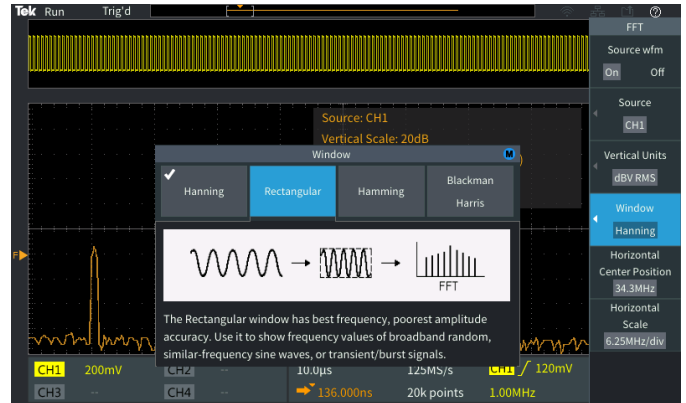 Tek Run Trig'd
FFT
Source wfm
On Off
Source
CH1
Vertical Units
dBV RMS
Window
Hanning
Horizontal
Center Position
34.3MHz
Horizontal
Scale
6.25MHz/div
Source: CH1
Vertical Scale: 20dB
Window
M
Hanning
Rectangular
Hamming
Blackman
Harris
FFT
The Rectangular window has best frequency, poorest amplitude
accuracy. Use it to show frequency values of broadband random,
similar-frequency sine waves, or transient/burst signals.
F
CH1 200mV CH2 -- 10.0µs 125MS/s CH1 120mV
CH3 -- CH4 -- 136.000ns 20k points 1.00MHz